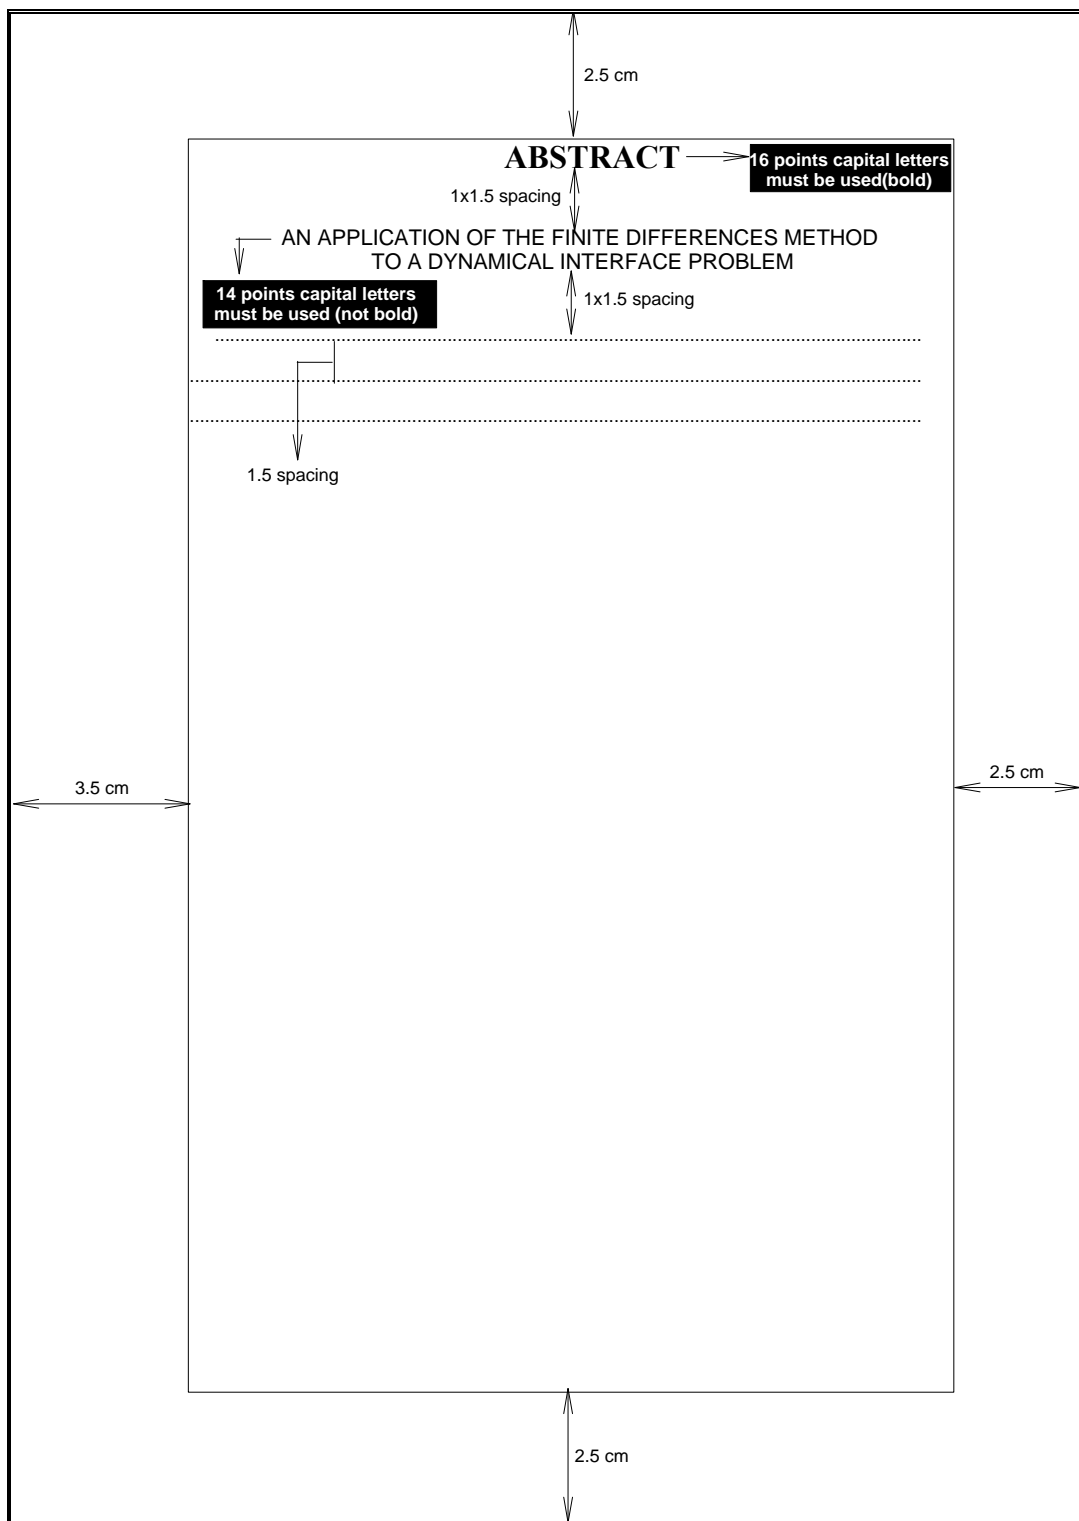 2.5 cm
ABSTRACT
16 points capital letters
must be used(bold)
1x1.5 spacing
AN APPLICATION OF THE FINITE DIFFERENCES METHOD
TO A DYNAMICAL INTERFACE PROBLEM
14 points capital letters
must be used (not bold)
1x1.5 spacing
1.5 spacing
3.5 cm
2.5 cm
2.5 cm